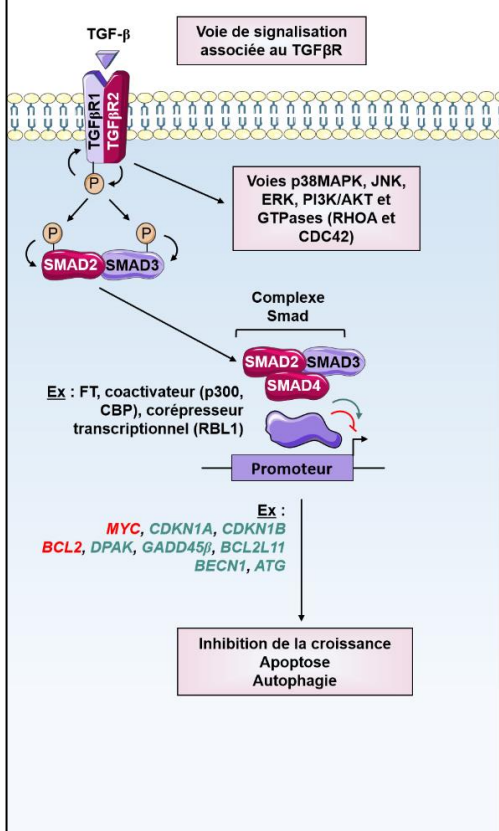 TGF-β
Voie de signalisation
associée au TGFβR
TGFβR1
TGFβR2
P
Voies p38MAPK, JNK,
ERK, PI3K/AKT et
GTPases (RHOA et
CDC42)
P
P
SMAD2
SMAD3
Complexe
Smad
SMAD2
SMAD3
SMAD4
Ex : FT, coactivateur (p300,
CBP), corépresseur
transcriptionnel (RBL1)
Promoteur
Ex :
MYC, CDKN1A, CDKN1B
BCL2, DPAK, GADD45β, BCL2L11
BECN1, ATG
Inhibition de la croissance
Apoptose
Autophagie